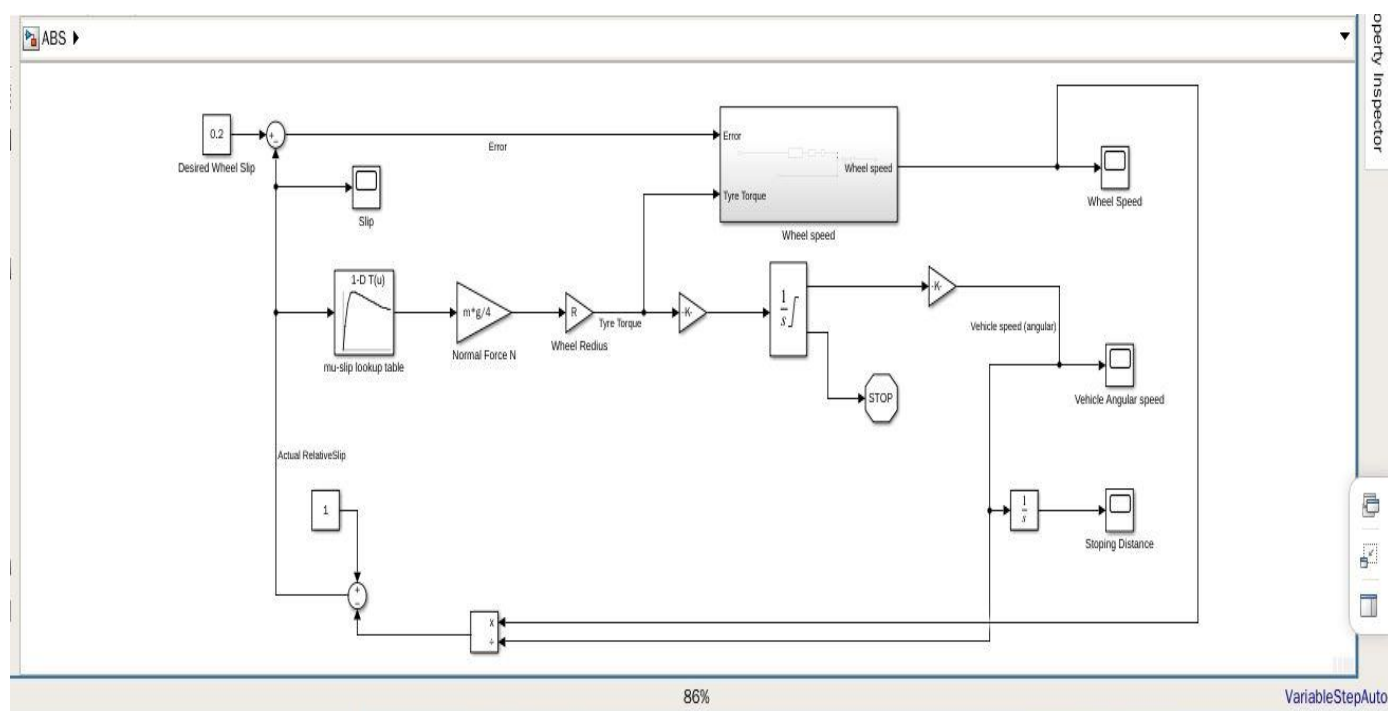 ABS
operty Inspector
0.2
Desired Wheel Slip
+
-
Error
Error
Tyre Torque
Wheel speed
Wheel speed
Wheel Speed
Slip
1-D T(u)
mu-slip lookup table
m*g/4
Normal Force N
R
Wheel Redius
Tyre Torque
-K-
1
s
-K-
Vehicle speed (angular)
Vehicle Angular speed
STOP
Actual RelativeSlip
1
+
-
1
s
Stoping Distance
x
÷
86%
VariableStepAuto